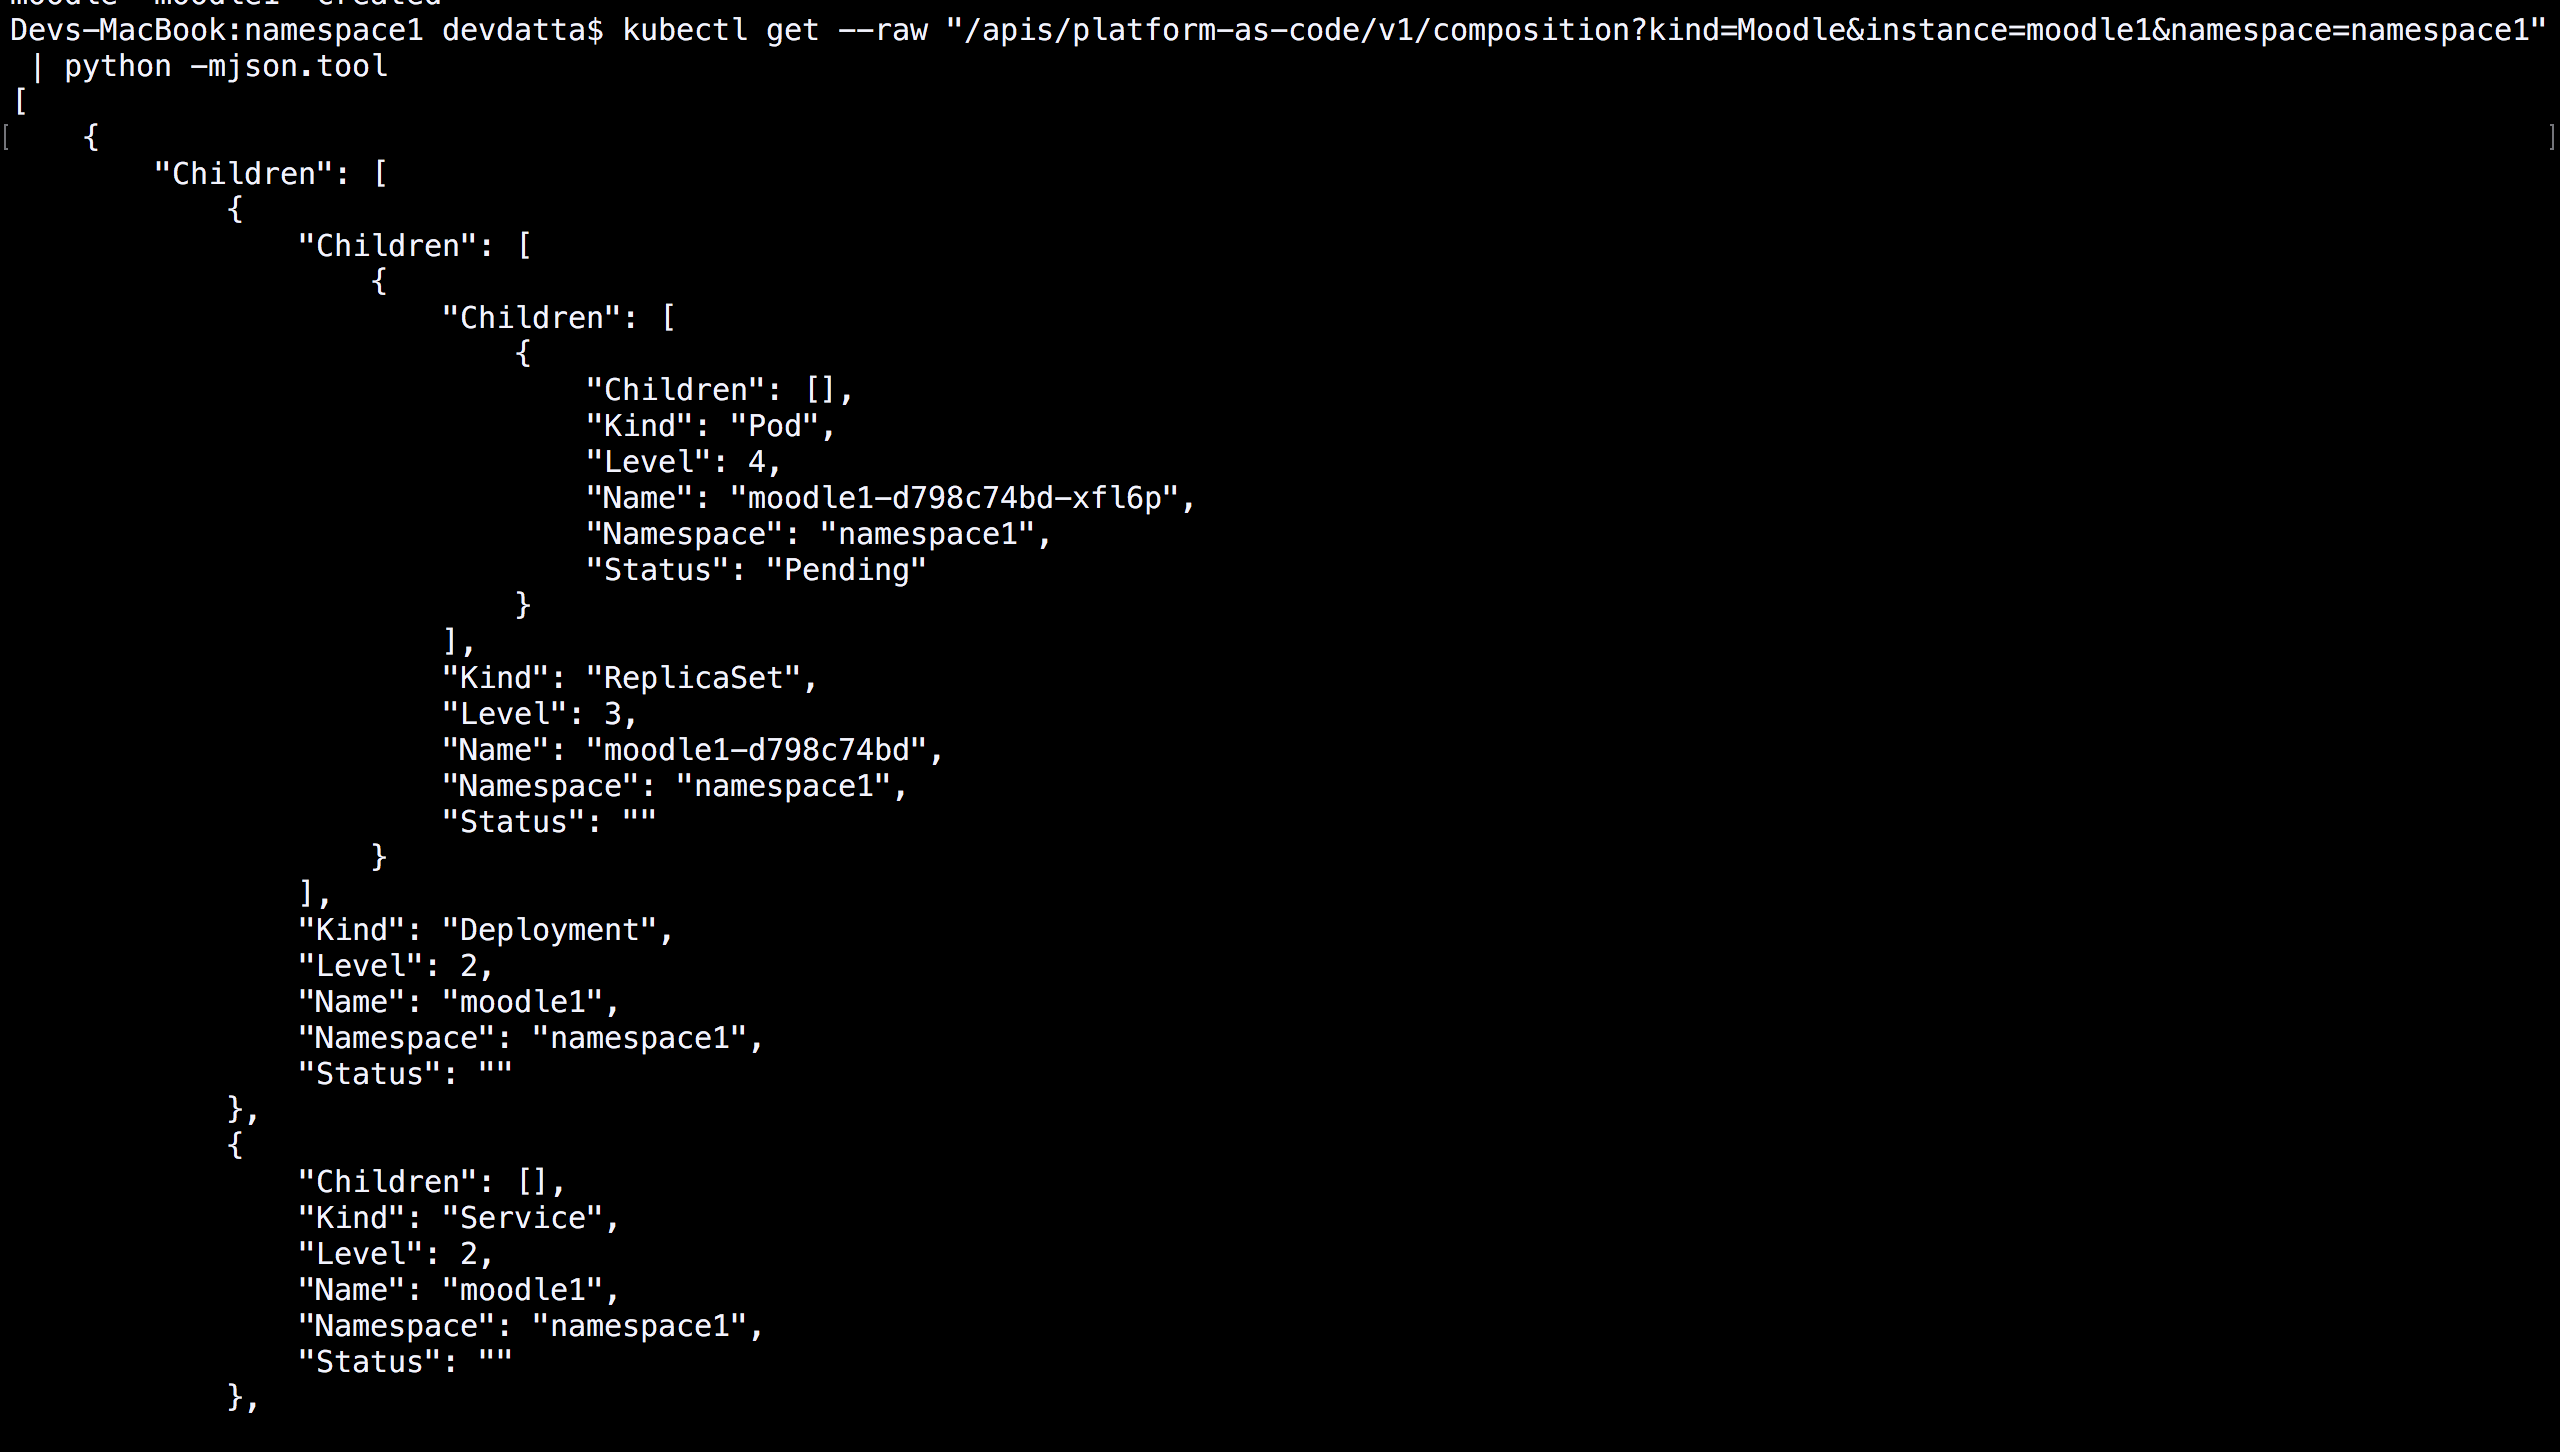 moodle "moodle1" created
Devs-MacBook:namespace1 devdatta$ kubectl get --raw "/apis/platform-as-code/v1/composition?kind=Moodle&instance=moodle1&namespace=namespace1"
 | python -mjson.tool
[
[    {    ]
        "Children": [
            {
                "Children": [
                    {
                        "Children": [
                            {
                                "Children": [],
                                "Kind": "Pod",
                                "Level": 4,
                                "Name": "moodle1-d798c74bd-xfl6p",
                                "Namespace": "namespace1",
                                "Status": "Pending"
                            }
                        ],
                        "Kind": "ReplicaSet",
                        "Level": 3,
                        "Name": "moodle1-d798c74bd",
                        "Namespace": "namespace1",
                        "Status": ""
                    }
                ],
                "Kind": "Deployment",
                "Level": 2,
                "Name": "moodle1",
                "Namespace": "namespace1",
                "Status": ""
            },
            {
                "Children": [],
                "Kind": "Service",
                "Level": 2,
                "Name": "moodle1",
                "Namespace": "namespace1",
                "Status": ""
            },